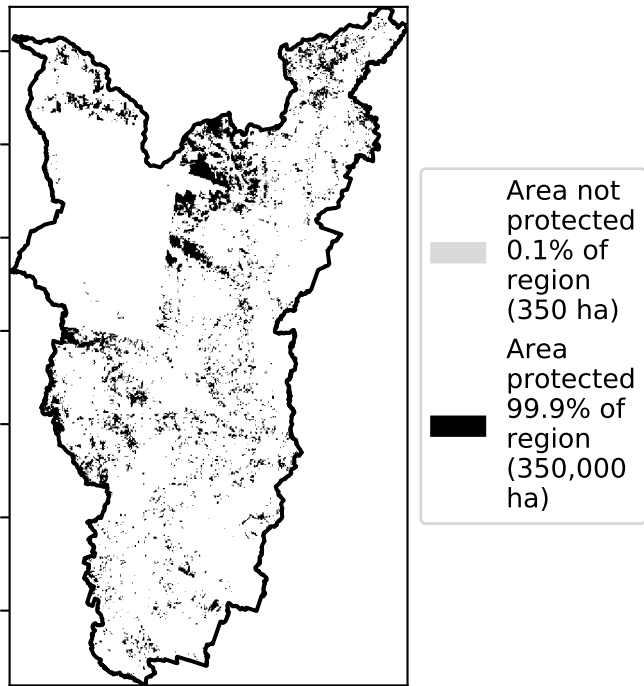 Area not
protected
0.1% of
region
(350 ha)
Area
protected
99.9% of
region
(350,000
ha)